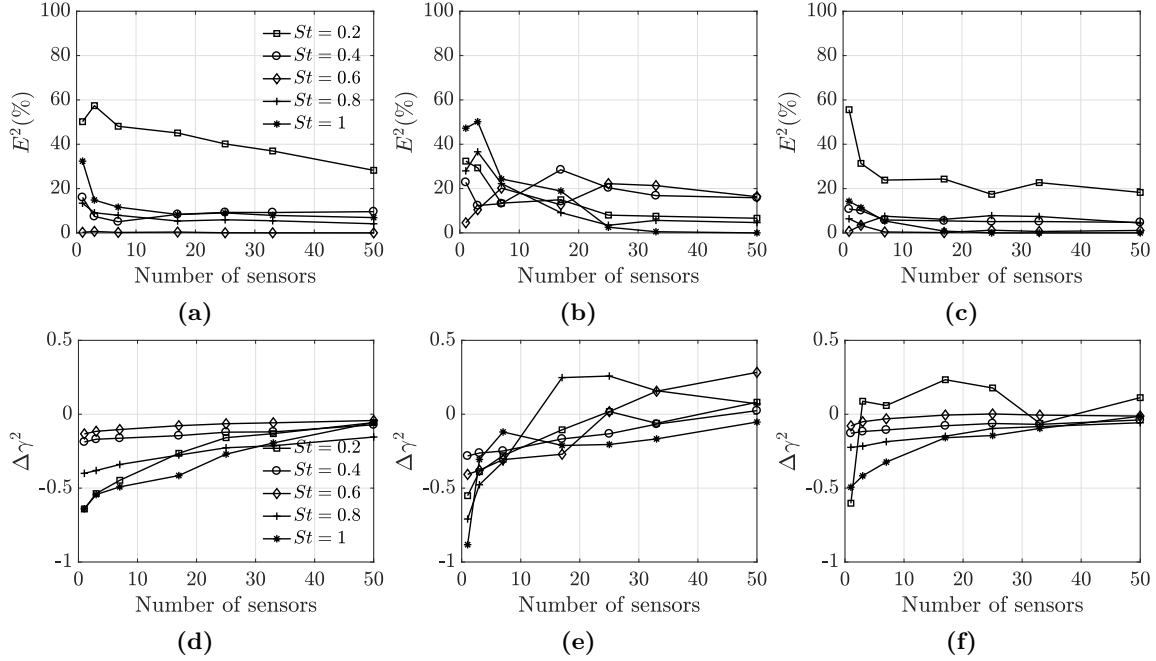 100
80
60
40
20
0
E²(%)
St = 0.2
St = 0.4
St = 0.6
St = 0.8
St = 1
0 10 20 30 40 50
Number of sensors
(a)
100
80
60
40
20
0
E²(%)
0 10 20 30 40 50
Number of sensors
(b)
100
80
60
40
20
0
E²(%)
0 10 20 30 40 50
Number of sensors
(c)
0.5
0
-0.5
-1
Δγ²
St = 0.2
St = 0.4
St = 0.6
St = 0.8
St = 1
0 10 20 30 40 50
Number of sensors
(d)
0.5
0
-0.5
-1
Δγ²
0 10 20 30 40 50
Number of sensors
(e)
0.5
0
-0.5
-1
Δγ²
0 10 20 30 40 50
Number of sensors
(f)